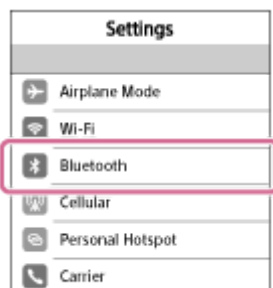 Settings
Airplane Mode
Wi-Fi
Bluetooth
Cellular
Personal Hotspot
Carrier